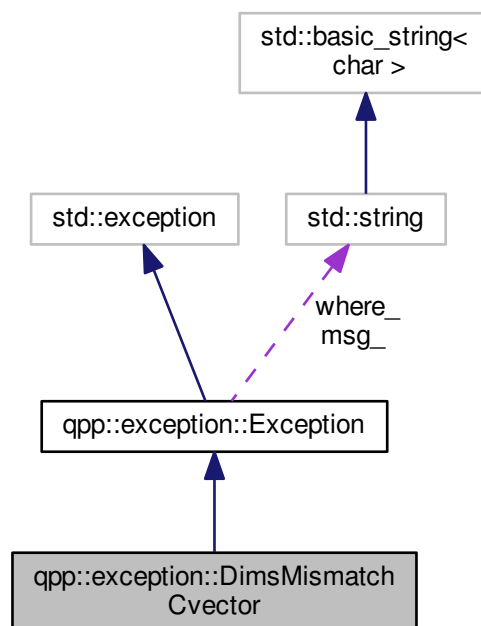 std::basic_string<
char >
std::exception
std::string
where_
msg_
qpp::exception::Exception
qpp::exception::DimsMismatch
Cvector